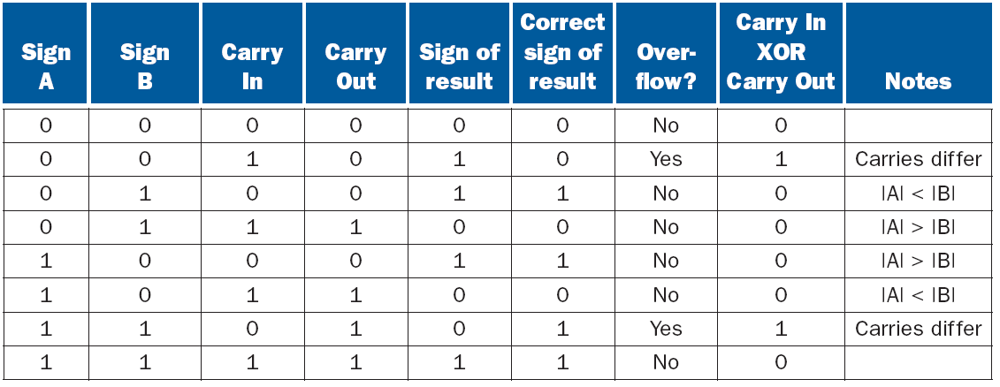 Sign A Sign B Carry In Carry Out Sign of result Correct sign of result Over-flow? Carry In XOR Carry Out Notes
0 0 0 0 0 0 No 0
0 0 1 0 1 0 Yes 1 Carries differ
0 1 0 0 1 1 No 0 |A| < |B|
0 1 1 1 0 0 No 0 |A| > |B|
1 0 0 0 1 1 No 0 |A| > |B|
1 0 1 1 0 0 No 0 |A| < |B|
1 1 0 1 0 1 Yes 1 Carries differ
1 1 1 1 1 1 No 0